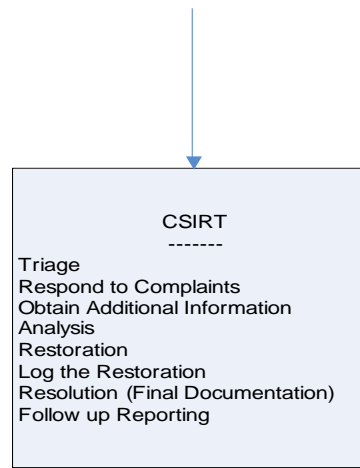 CSIRT
-------
Triage
Respond to Complaints
Obtain Additional Information
Analysis
Restoration
Log the Restoration
Resolution (Final Documentation)
Follow up Reporting